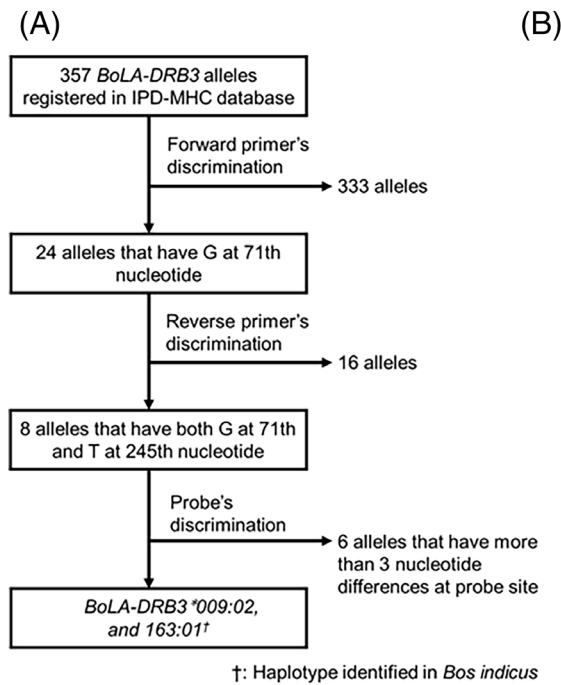 (A)
(B)
357 BoLA-DRB3 alleles
registered in IPD-MHC database
Forward primer's
discrimination
333 alleles
24 alleles that have G at 71th
nucleotide
Reverse primer's
discrimination
16 alleles
8 alleles that have both G at 71th
and T at 245th nucleotide
Probe's
discrimination
6 alleles that have more
than 3 nucleotide
differences at probe site
BoLA-DRB3*009:02,
and 163:01†
†: Haplotype identified in Bos indicus